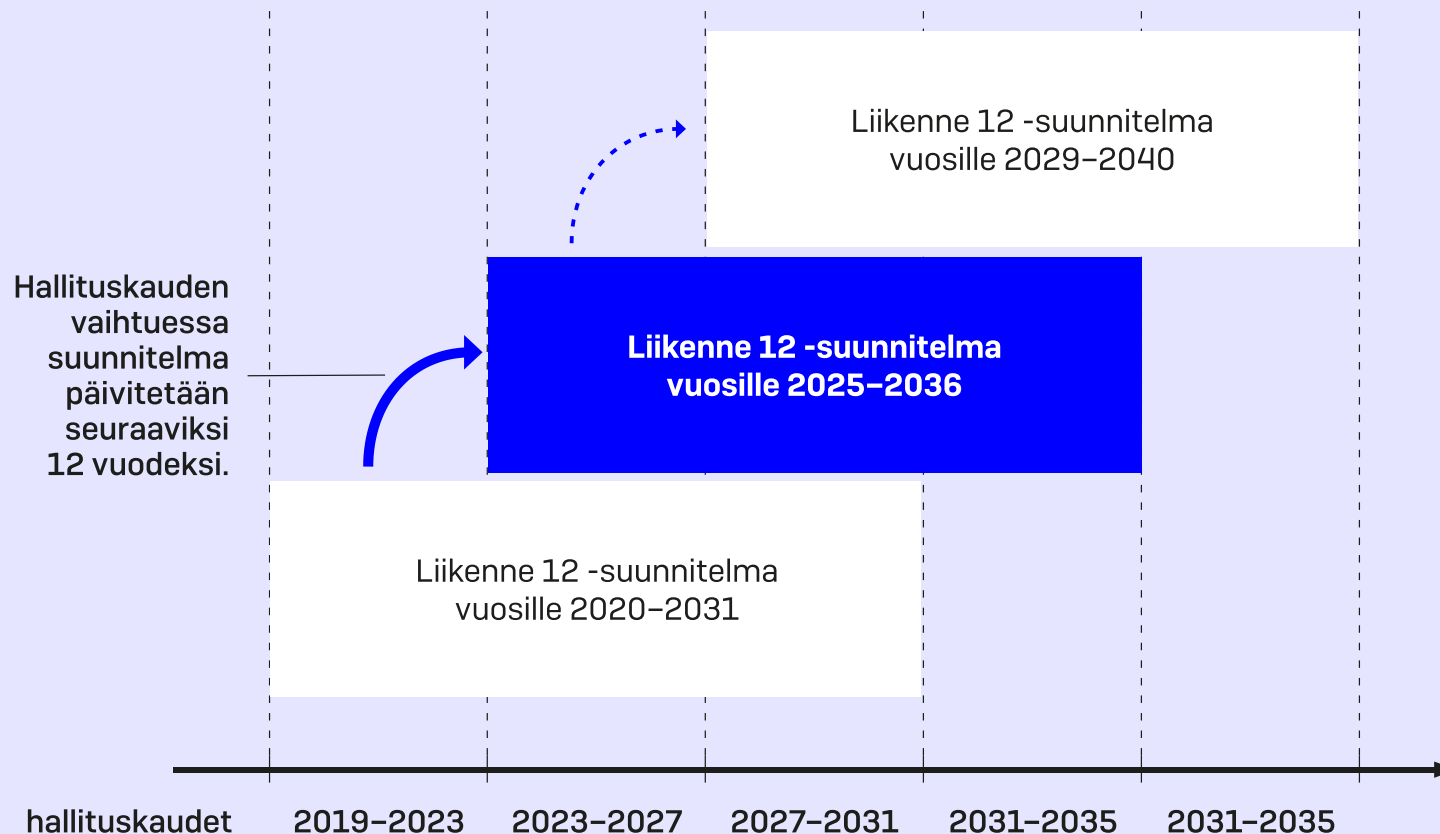 Liikenne 12 -suunnitelma
vuosille 2029–2040
Hallituskauden
vaihtuessa
suunnitelma
päivitetään
seuraaviksi
12 vuodeksi.
Liikenne 12 -suunnitelma
vuosille 2025–2036
Liikenne 12 -suunnitelma
vuosille 2020–2031
hallituskaudet 2019–2023 2023–2027 2027–2031 2031–2035 2031–2035